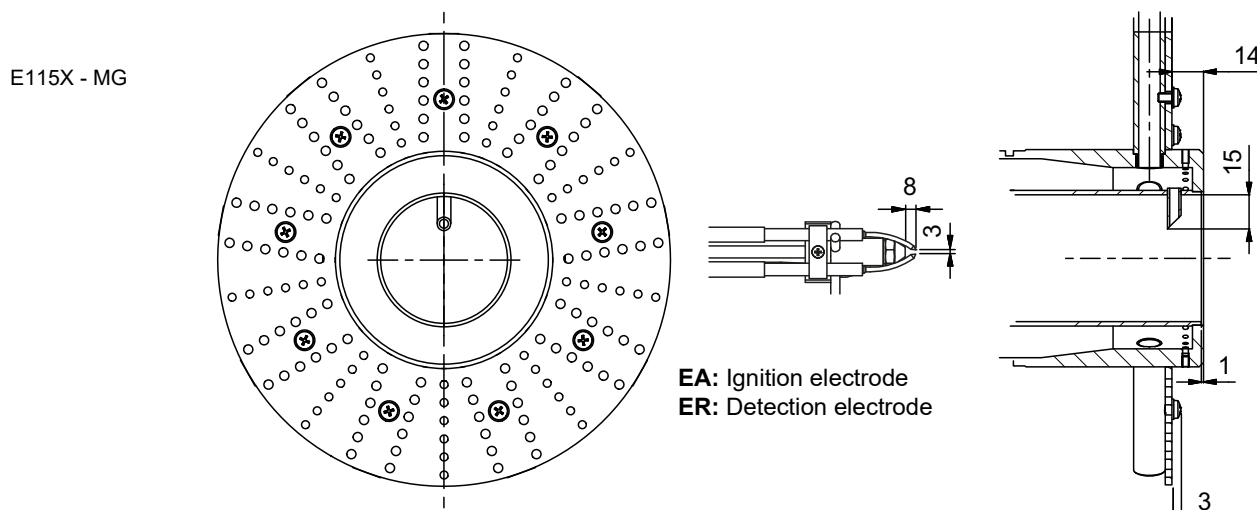 E115X - MG
14
15
8
3
EA: Ignition electrode
ER: Detection electrode
1
3